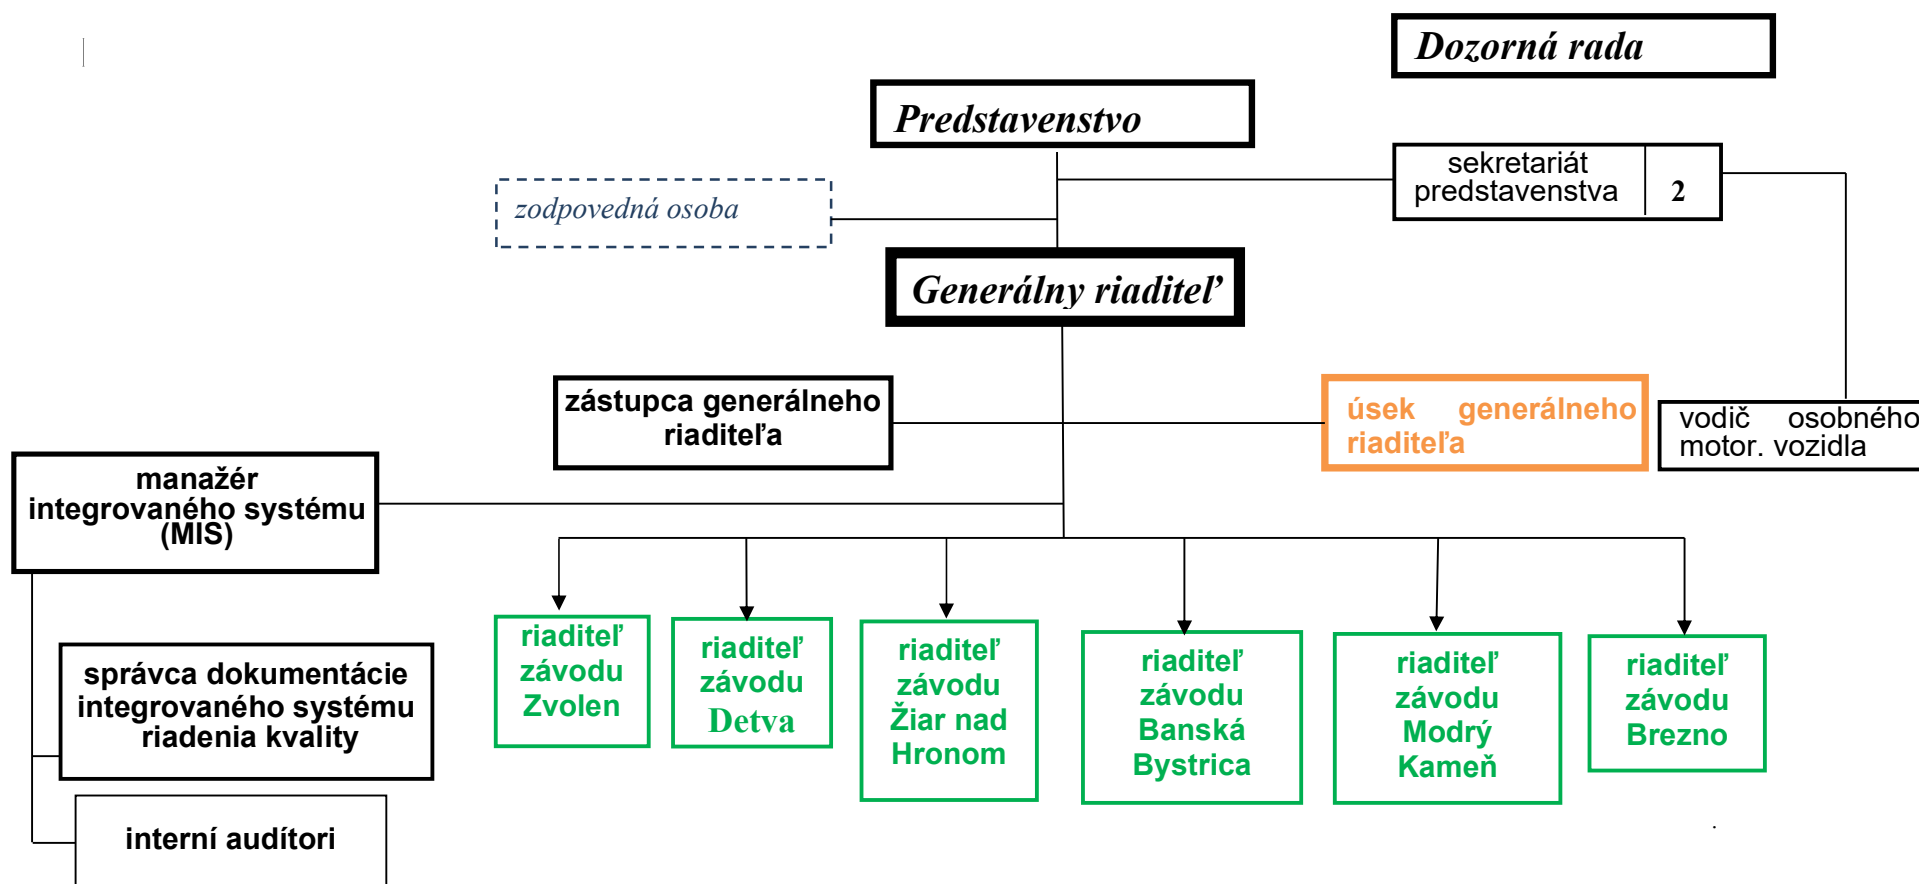 Dozorná rada
Predstavenstvo
sekretariát
predstavenstva
2
zodpovedná osoba
Generálny riaditeľ
zástupca generálneho
riaditeľa
úsek generálneho
riaditeľa
vodič osobného
motor. vozidla
manažér
integrovaného systému
(MIS)
riaditeľ
závodu
Zvolen
riaditeľ
závodu
Detva
riaditeľ
závodu
Žiar nad
Hronom
riaditeľ
závodu
Banská
Bystrica
riaditeľ
závodu
Modrý
Kameň
riaditeľ
závodu
Brezno
správca dokumentácie
integrovaného systému
riadenia kvality
interní audítori